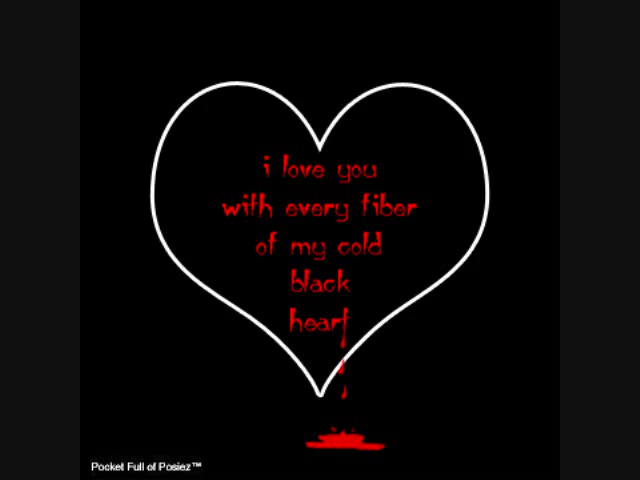 i love you
with every fiber
of my cold
black
heart
Pocket Full of Posiez™